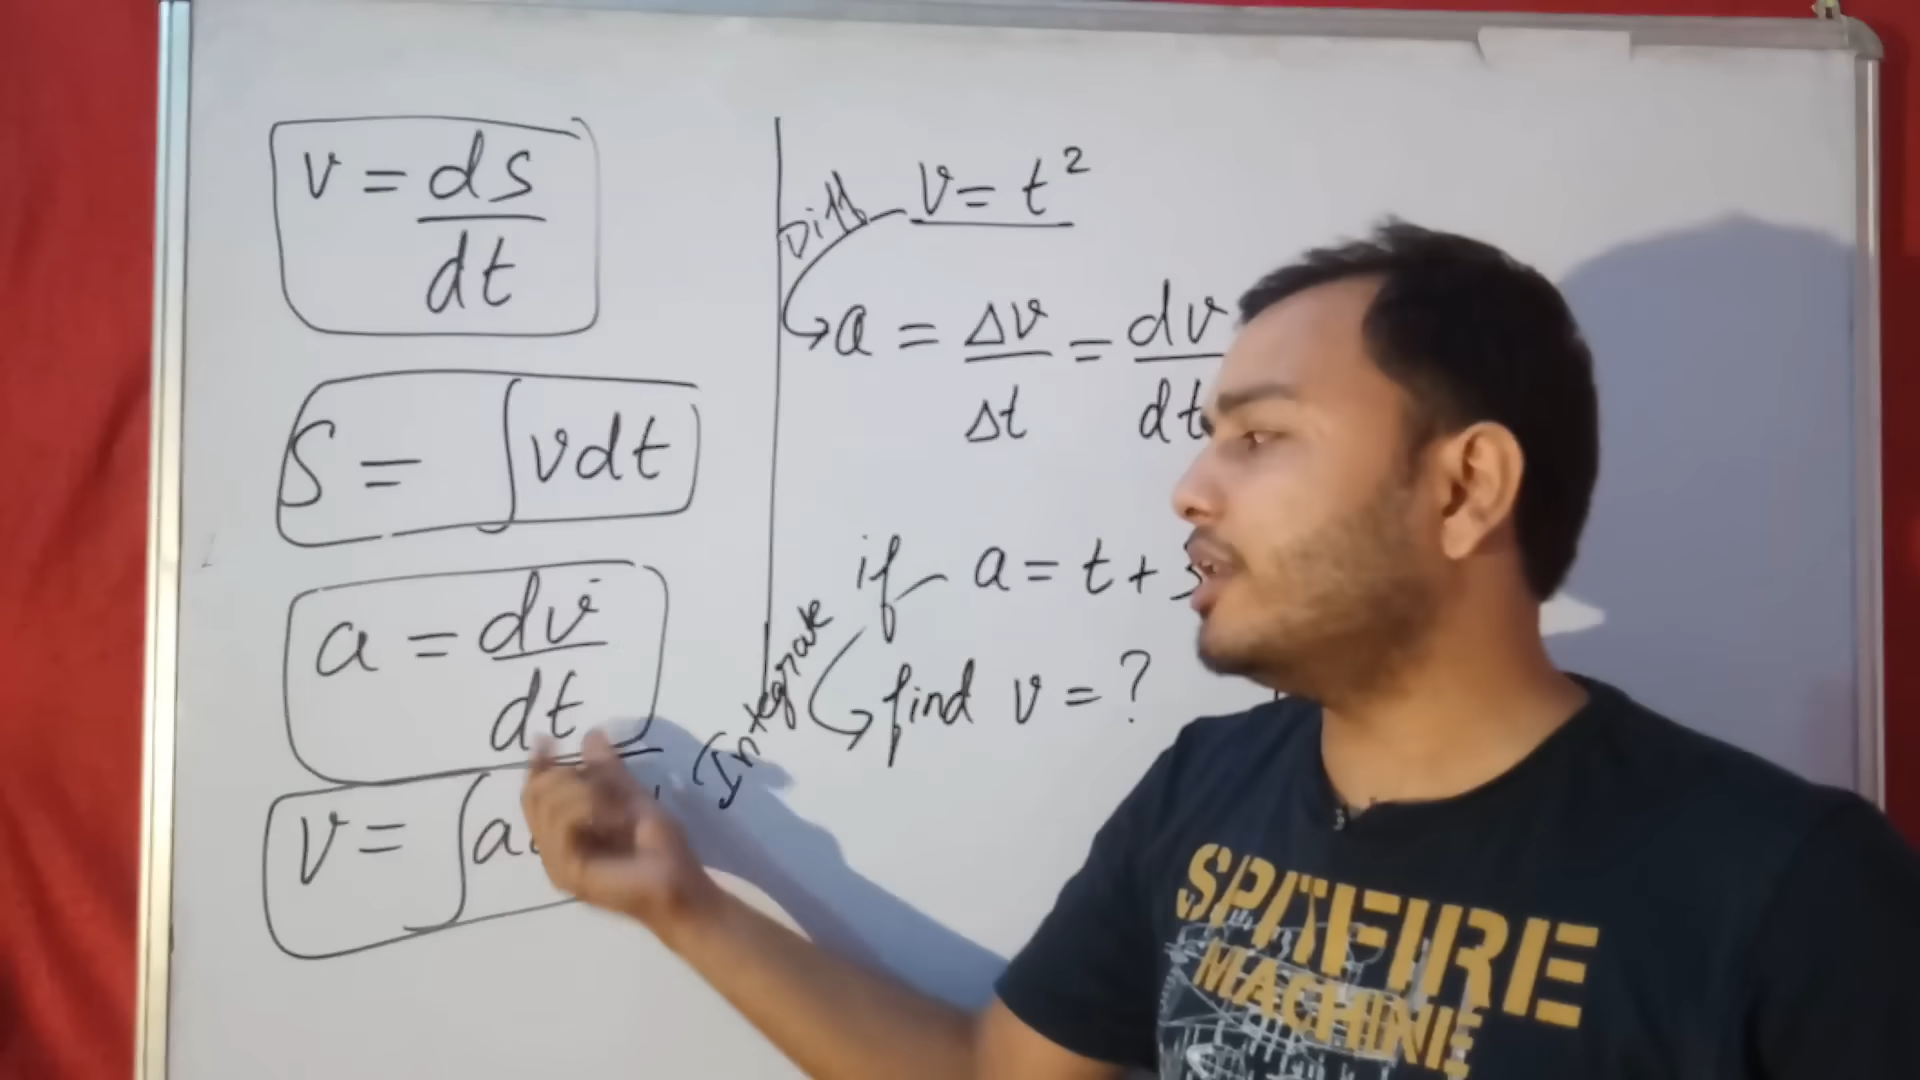 v = ds/dt
S = ∫vdt
a = dv/dt
v = ∫a
Diff v = t²
a = Δv/Δt = dv/dt
if a = t +
Integrate
find v = ?
SPITFIRE
MACHINE